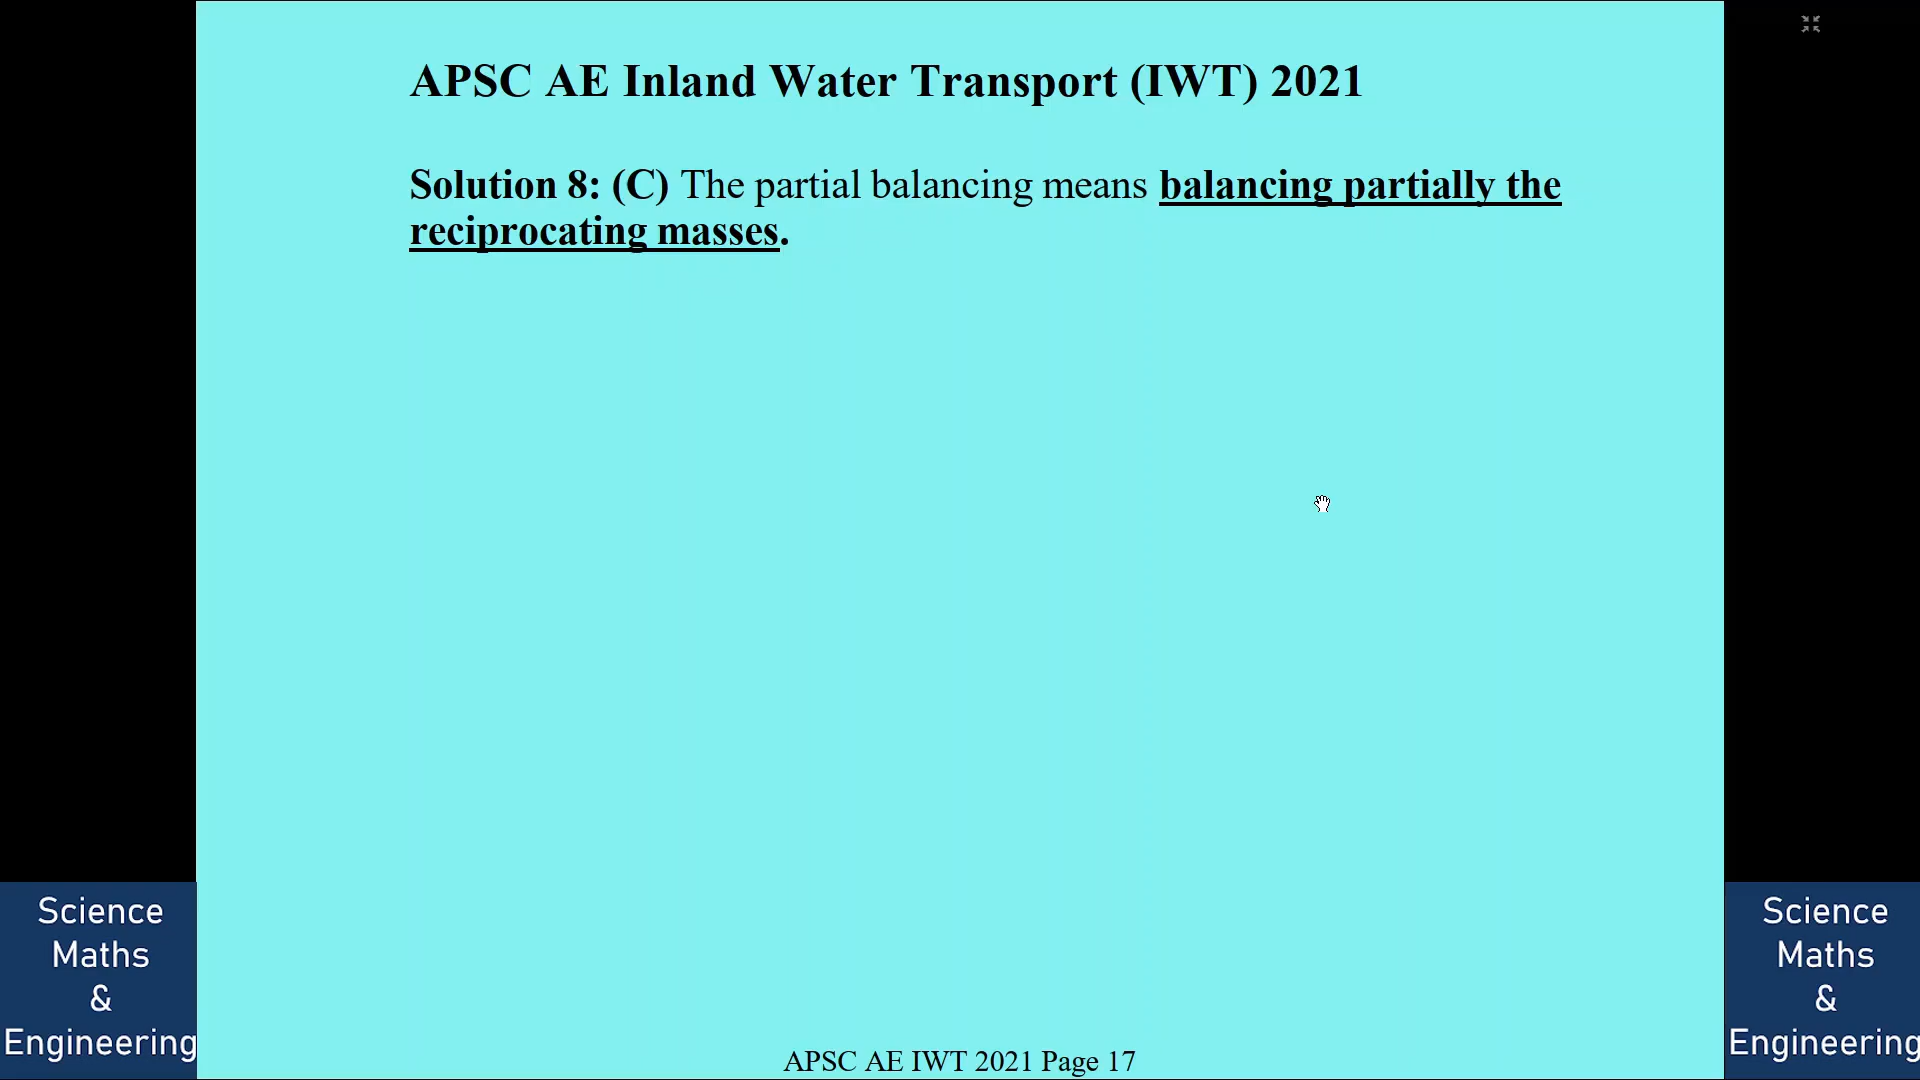 APSC AE Inland Water Transport (IWT) 2021
Solution 8: (C) The partial balancing means balancing partially the
reciprocating masses.
Science
Maths
&
Engineering
Science
Maths
&
Engineering
APSC AE IWT 2021 Page 17